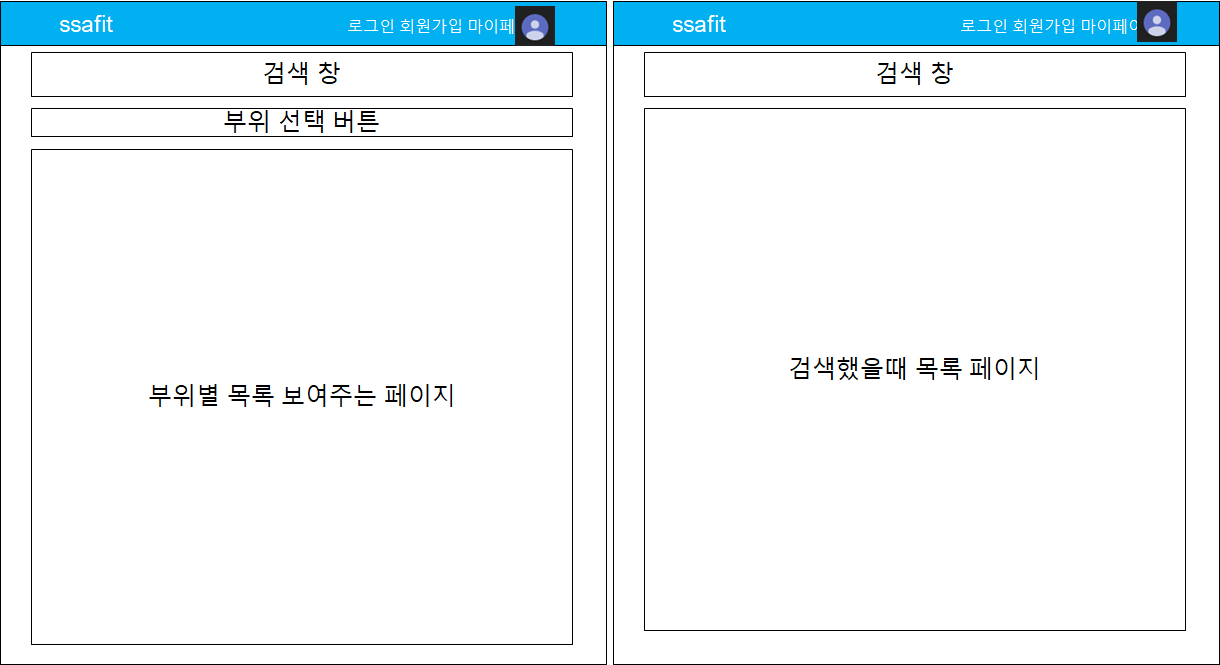 ssafit
로그인 회원가입 마이페
검색 창
부위 선택 버튼
부위별 목록 보여주는 페이지
ssafit
로그인 회원가입 마이페
검색 창
검색했을때 목록 페이지